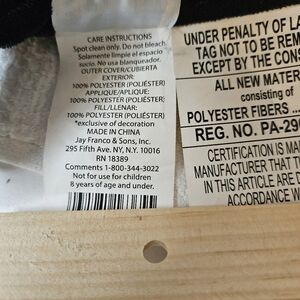 CARE INSTRUCTIONS
Spot clean only. Do not bleach.
Solamente limpie el espacio
sucio. No usa blanqueador.
OUTER COVER/CUBIERTA
EXTERIOR:
100% POLYESTER (POLIÉSTER)
APPLIQUE/APLIQUE:
100% POLYESTER (POLIÉSTER)
FILL/LLENAR:
100% POLYESTER (POLIÉSTER)
*exclusive of decoration
MADE IN CHINA
Jay Franco & Sons, Inc.
295 Fifth Ave. NY, N.Y. 10016
RN 18389
Comments 1-800-344-3022
Not for use for children
8 years of age and under.
UNDER PENALTY OF LA
TAG NOT TO BE REM
EXCEPT BY THE CONS
ALL NEW MATER
consisting of
POLYESTER FIBERS
REG. NO. PA-296
CERTIFICATION IS MA
MANUFACTURER THAT T
IN THIS ARTICLE ARE D
ACCORDANCE W